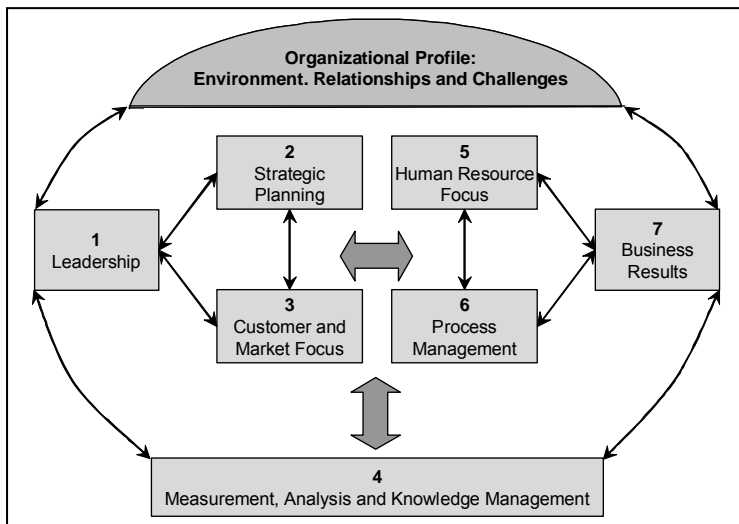 Organizational Profile:
Environment. Relationships and Challenges
2
Strategic
Planning
5
Human Resource
Focus
1
Leadership
7
Business
Results
3
Customer and
Market Focus
6
Process
Management
4
Measurement, Analysis and Knowledge Management